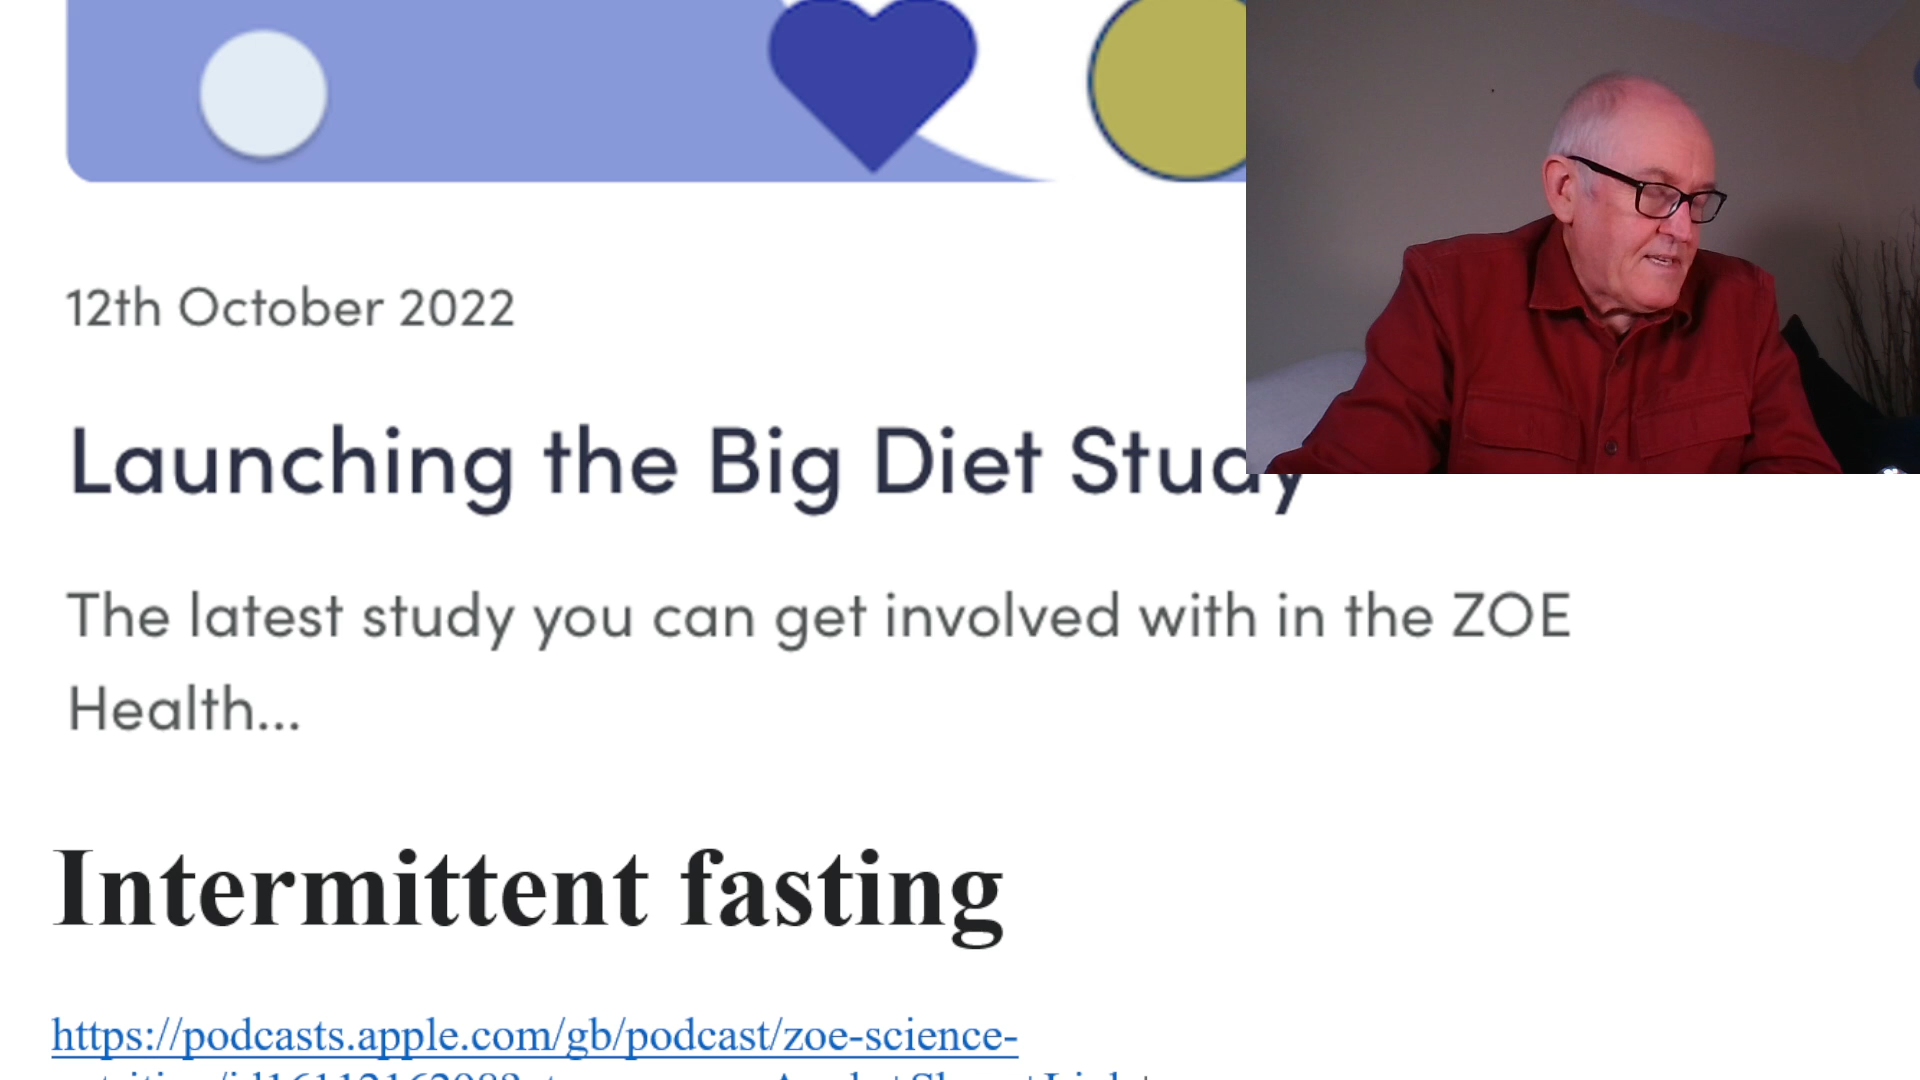 12th October 2022
Launching the Big Diet Study
The latest study you can get involved with in the ZOE
Health...
Intermittent fasting
https://podcasts.apple.com/gb/podcast/zoe-science-